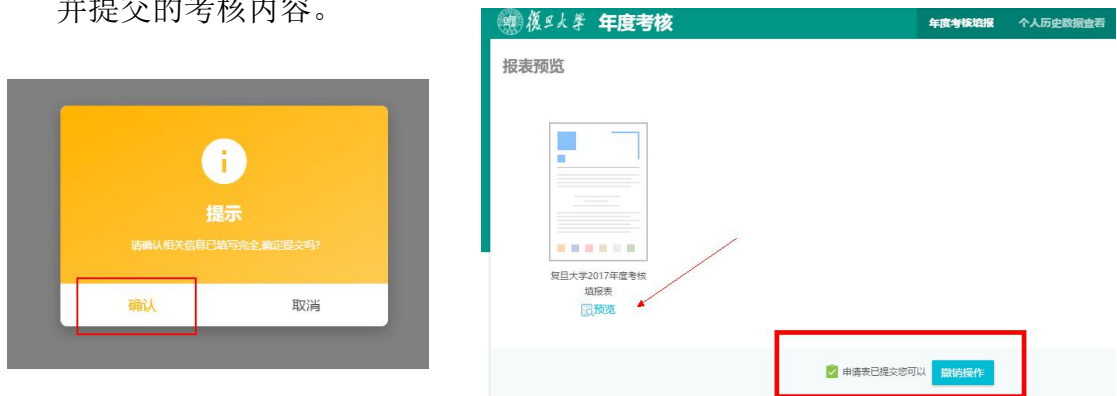 并提交的考核内容。
提示
请确认相关信息已填写完全,确定提交吗?
确认
取消
復旦大学 年度考核
年度考核填报
个人历史数据查看
报表预览
复旦大学2017年度考核
填报表
预览
申请表已提交您可以
撤销操作